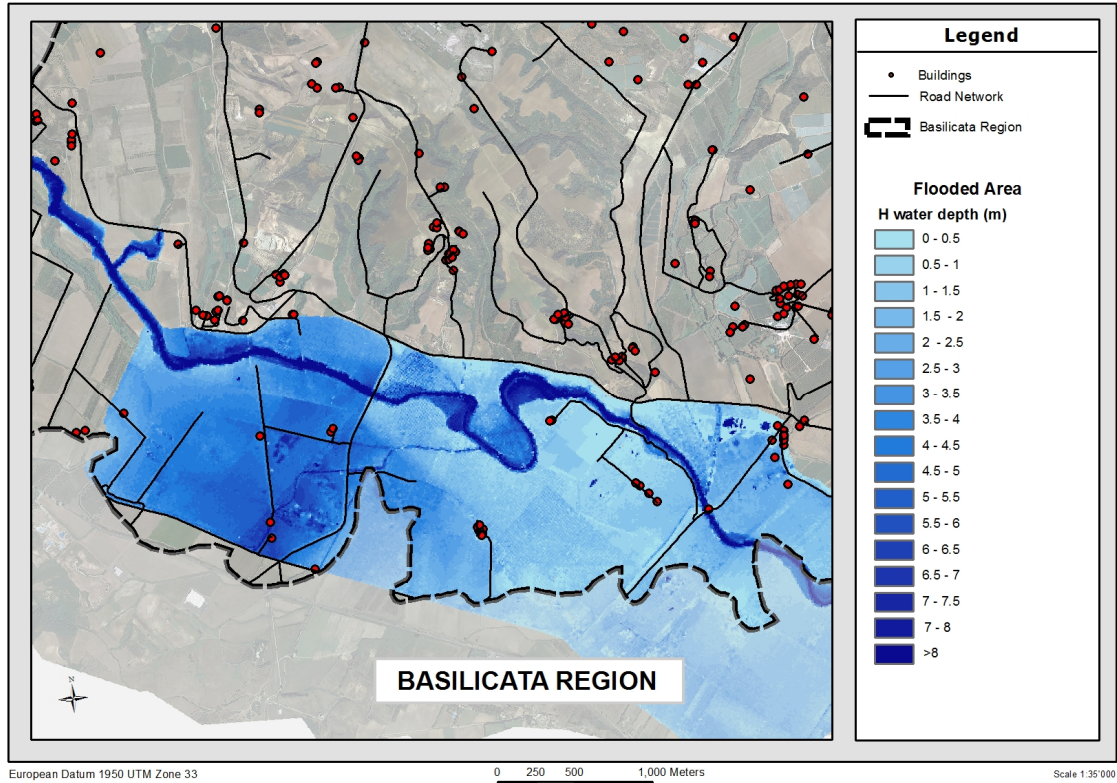 Legend
Buildings
Road Network
Basilicata Region
Flooded Area
H water depth (m)
0 - 0.5
0.5 - 1
1 - 1.5
1.5 - 2
2 - 2.5
2.5 - 3
3 - 3.5
3.5 - 4
4 - 4.5
4.5 - 5
5 - 5.5
5.5 - 6
6 - 6.5
6.5 - 7
7 - 7.5
7 - 8
>8
BASILICATA REGION
N
European Datum 1950 UTM Zone 33
0 250 500 1,000 Meters
Scale 1:35'000